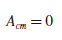 A_cm = 0